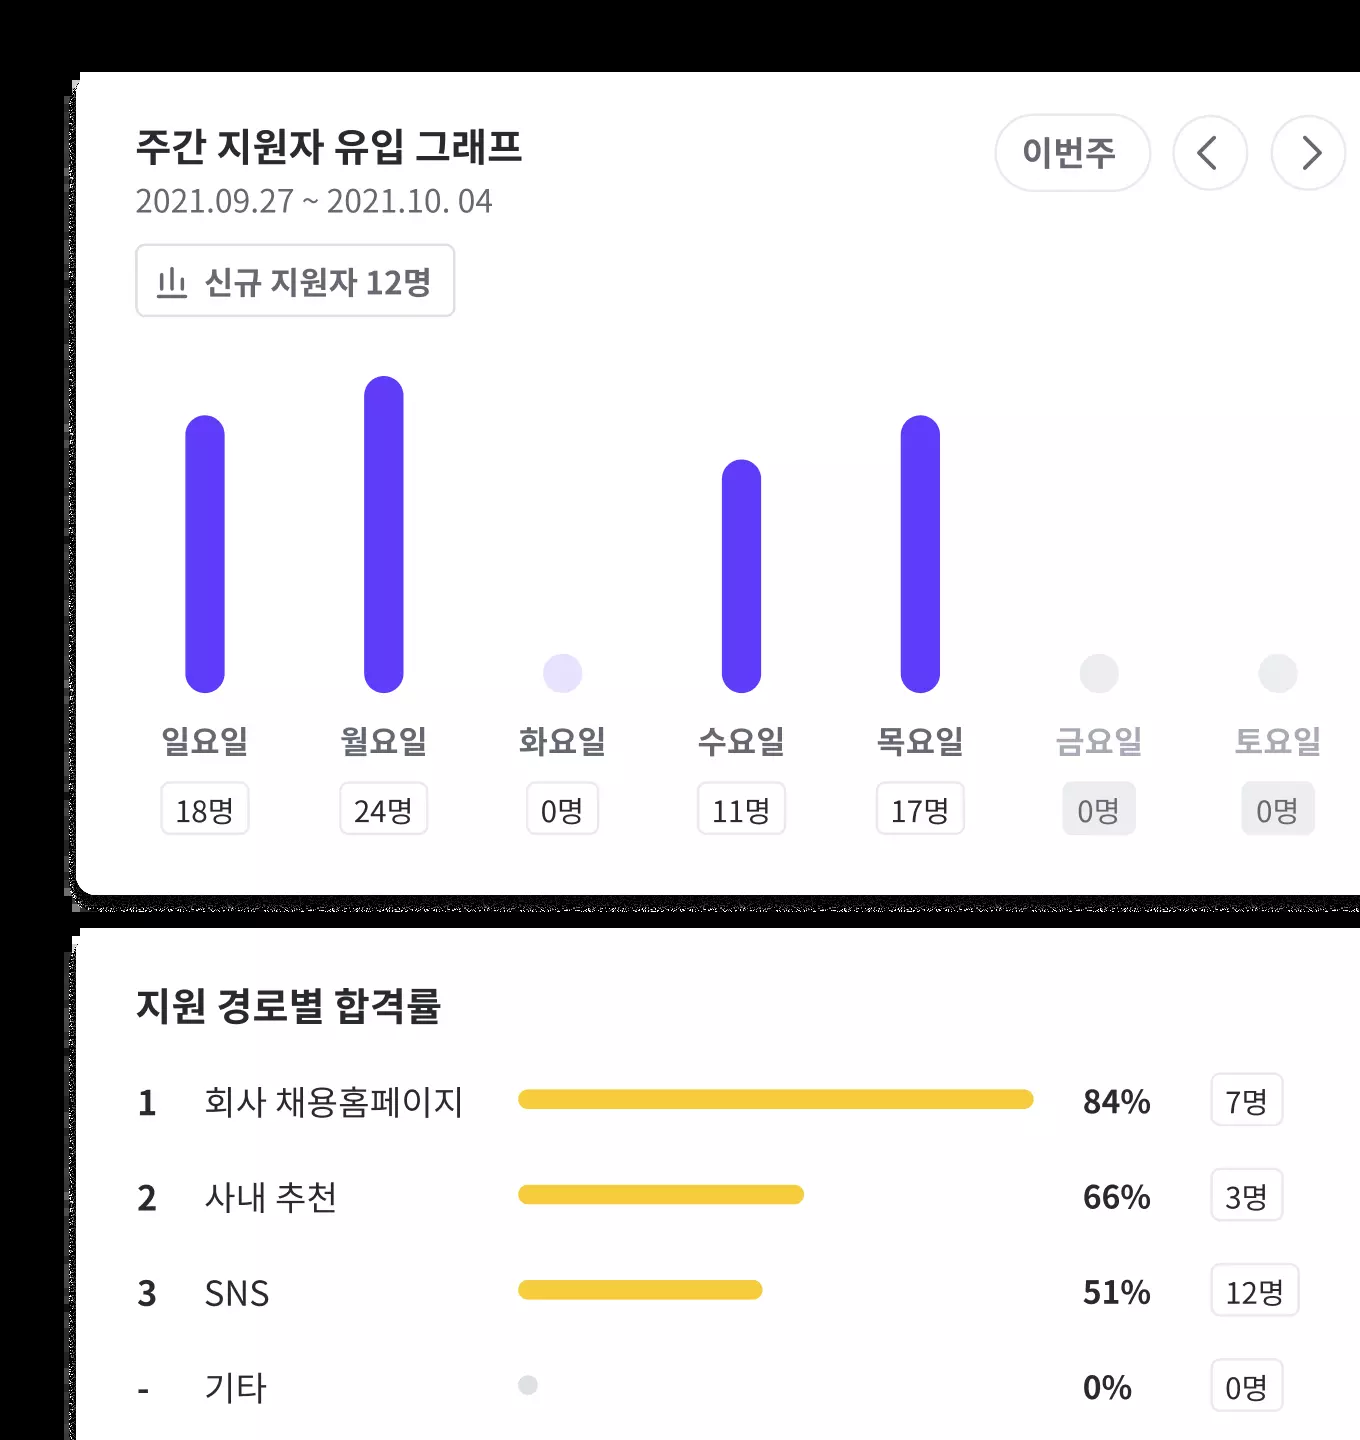 주간 지원자 유입 그래프
이번주
2021.09.27 ~ 2021.10. 04
신규 지원자 12명
일요일 월요일 화요일 수요일 목요일 금요일 토요일
18명 24명 0명 11명 17명 0명 0명
지원 경로별 합격률
1 회사 채용홈페이지 84% 7명
2 사내 추천 66% 3명
3 SNS 51% 12명
- 기타 0% 0명